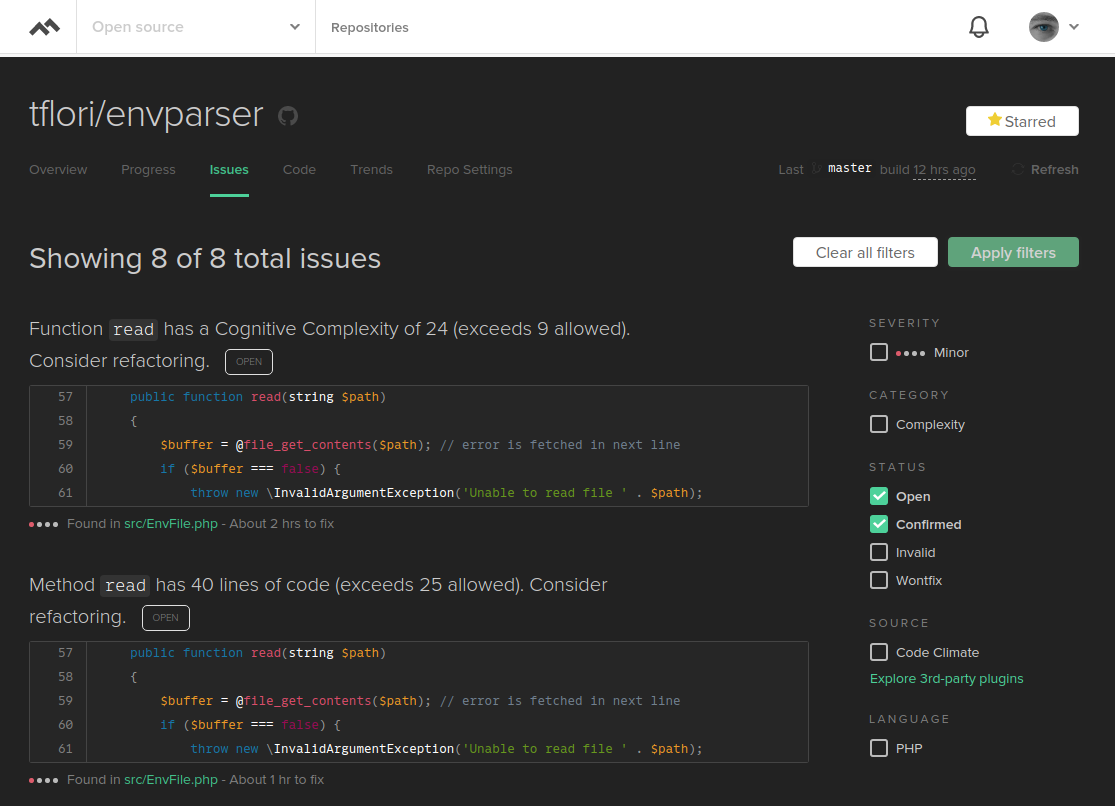 Open source
Repositories
tflori/envparser
Starred
Overview Progress Issues Code Trends Repo Settings
Last master build 12 hrs ago Refresh
Showing 8 of 8 total issues
Clear all filters
Apply filters
Function read has a Cognitive Complexity of 24 (exceeds 9 allowed).
Consider refactoring. OPEN
57 public function read(string $path)
58 {
59 $buffer = @file_get_contents($path); // error is fetched in next line
60 if ($buffer === false) {
61 throw new \InvalidArgumentException('Unable to read file ' . $path);
Found in src/EnvFile.php - About 2 hrs to fix
Method read has 40 lines of code (exceeds 25 allowed). Consider
refactoring. OPEN
57 public function read(string $path)
58 {
59 $buffer = @file_get_contents($path); // error is fetched in next line
60 if ($buffer === false) {
61 throw new \InvalidArgumentException('Unable to read file ' . $path);
Found in src/EnvFile.php - About 1 hr to fix
SEVERITY
Minor
CATEGORY
Complexity
STATUS
Open
Confirmed
Invalid
Wontfix
SOURCE
Code Climate
Explore 3rd-party plugins
LANGUAGE
PHP